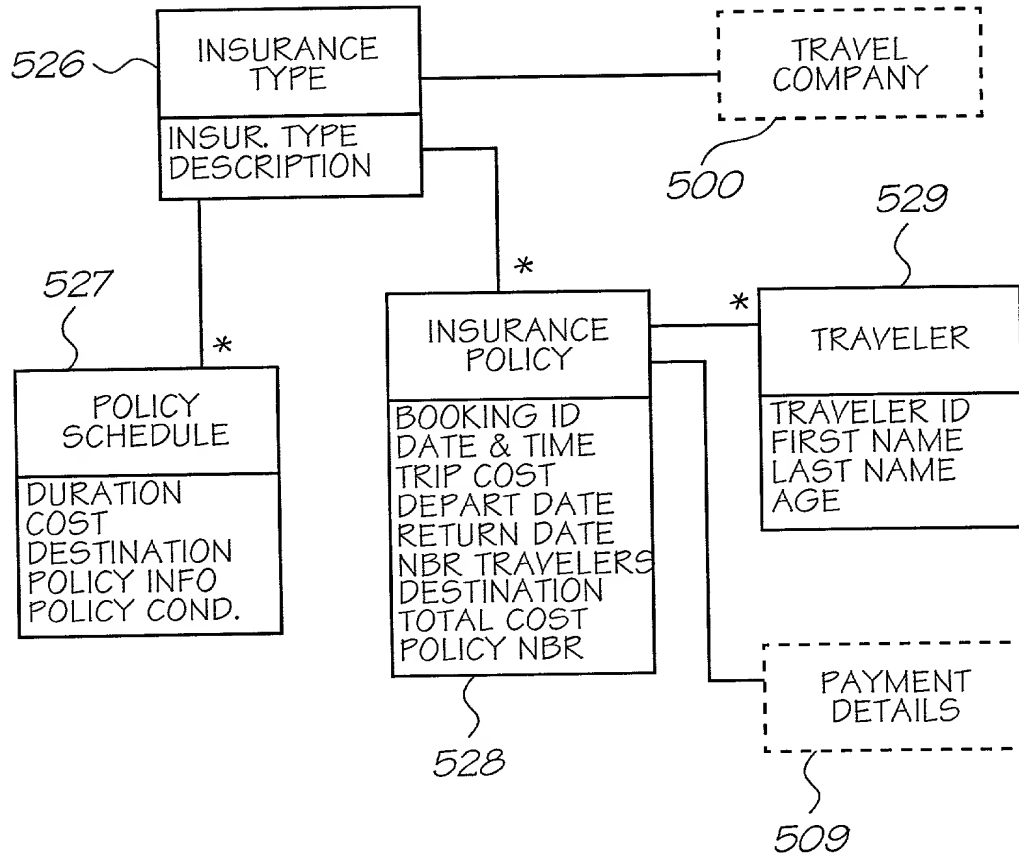 526
INSURANCE
TYPE
INSUR. TYPE
DESCRIPTION
TRAVEL
COMPANY
500
529
527
*
POLICY
SCHEDULE
DURATION
COST
DESTINATION
POLICY INFO
POLICY COND.
*
INSURANCE
POLICY
BOOKING ID
DATE & TIME
TRIP COST
DEPART DATE
RETURN DATE
NBR TRAVELERS
DESTINATION
TOTAL COST
POLICY NBR
528
*
TRAVELER
TRAVELER ID
FIRST NAME
LAST NAME
AGE
PAYMENT
DETAILS
509